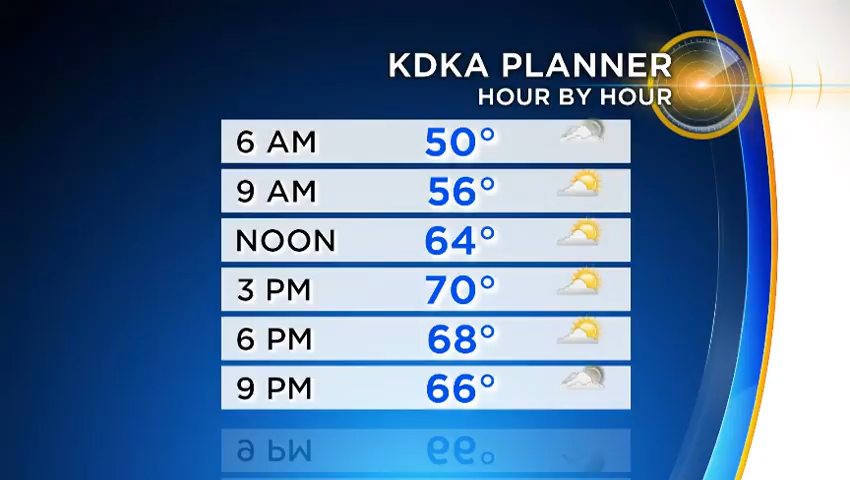 KDKA PLANNER
HOUR BY HOUR
6 AM 50°
9 AM 56°
NOON 64°
3 PM 70°
6 PM 68°
9 PM 66°